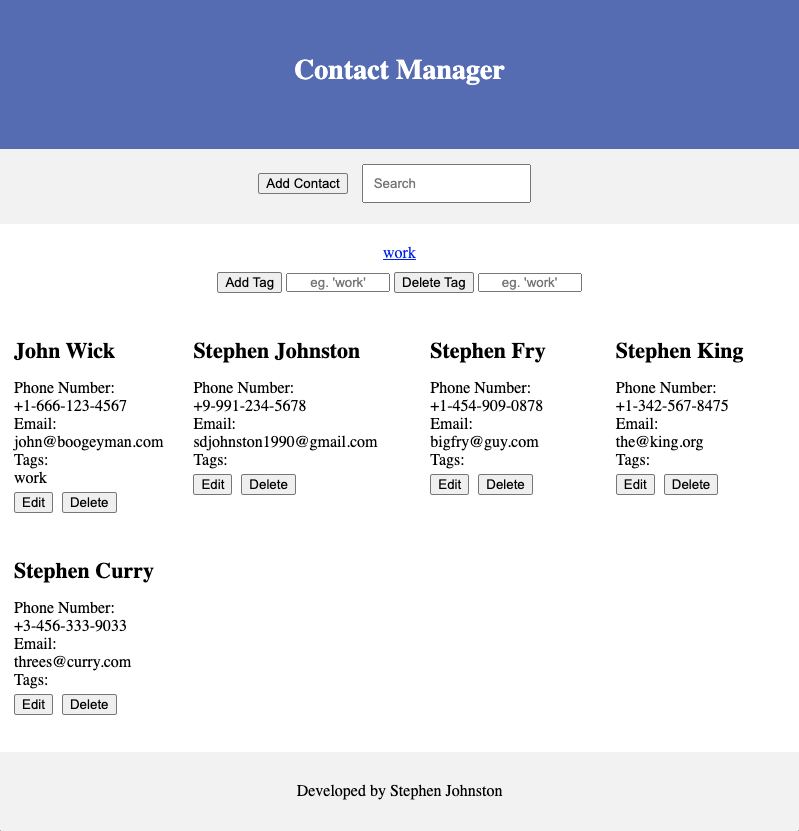 Contact Manager
Add Contact Search
work
Add Tag eg. 'work' Delete Tag eg. 'work'
John Wick
Phone Number:
+1-666-123-4567
Email:
john@boogeyman.com
Tags:
work
Edit Delete
Stephen Johnston
Phone Number:
+9-991-234-5678
Email:
sdjohnston1990@gmail.com
Tags:
Edit Delete
Stephen Fry
Phone Number:
+1-454-909-0878
Email:
bigfry@guy.com
Tags:
Edit Delete
Stephen King
Phone Number:
+1-342-567-8475
Email:
the@king.org
Tags:
Edit Delete
Stephen Curry
Phone Number:
+3-456-333-9033
Email:
threes@curry.com
Tags:
Edit Delete
Developed by Stephen Johnston